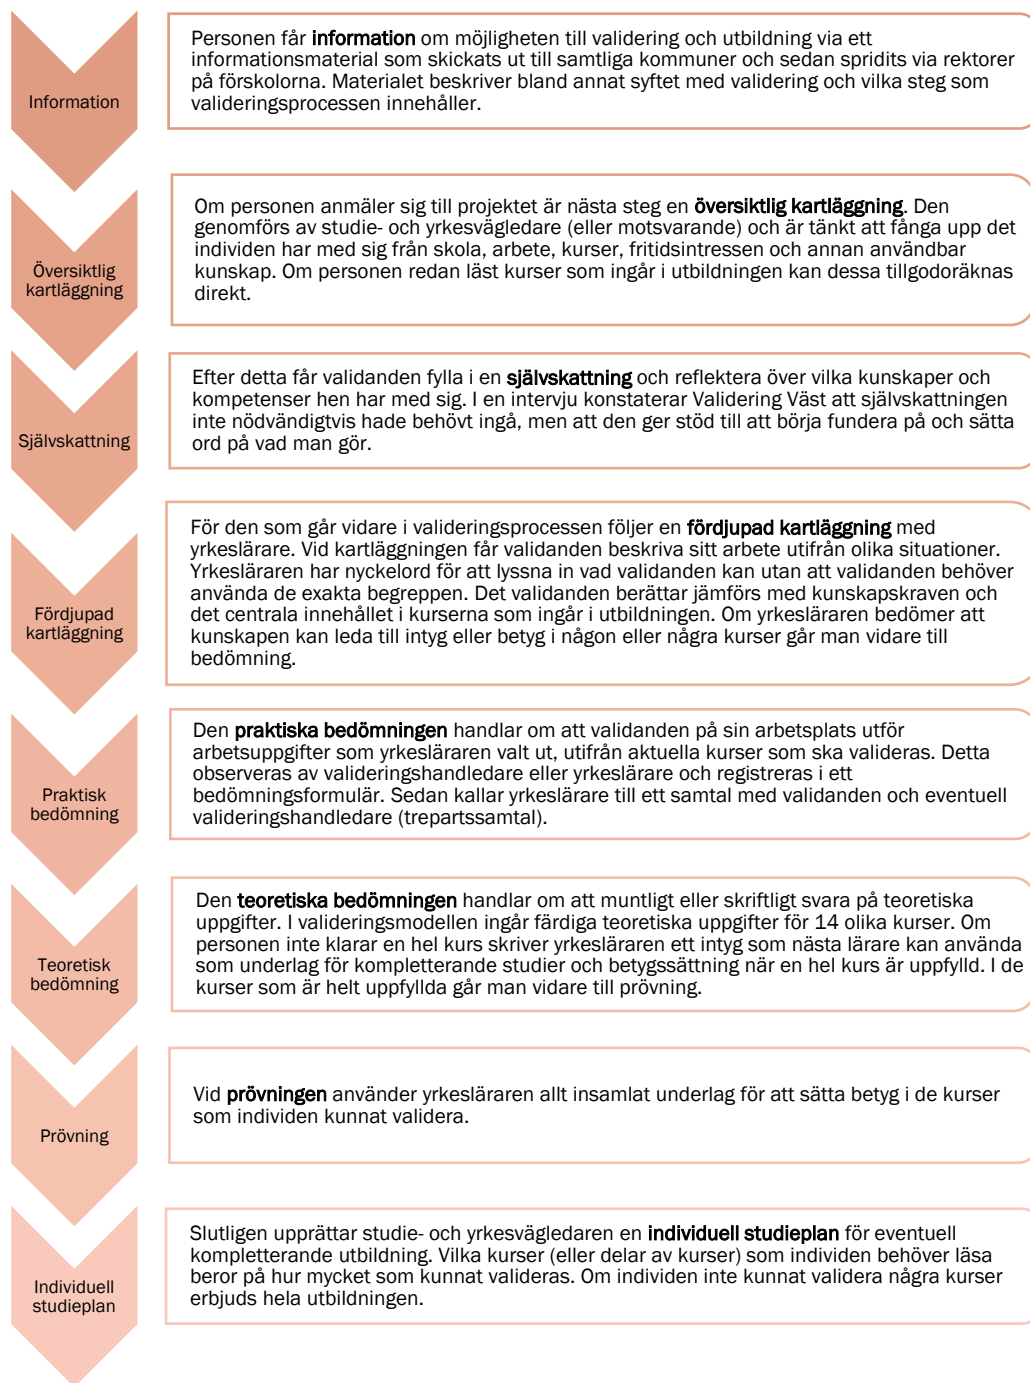 Information
Personen får information om möjligheten till validering och utbildning via ett
informationsmaterial som skickats ut till samtliga kommuner och sedan spridits via rektorer
på förskolorna. Materialet beskriver bland annat syftet med validering och vilka steg som
valideringsprocessen innehåller.
Översiktlig
kartläggning
Om personen anmäler sig till projektet är nästa steg en översiktlig kartläggning. Den
genomförs av studie- och yrkesvägledare (eller motsvarande) och är tänkt att fånga upp det
individen har med sig från skola, arbete, kurser, fritidsintressen och annan användbar
kunskap. Om personen redan läst kurser som ingår i utbildningen kan dessa tillgodoräknas
direkt.
Självskattning
Efter detta får validanden fylla i en självskattning och reflektera över vilka kunskaper och
kompetenser hen har med sig. I en intervju konstaterar Validering Väst att självskattningen
inte nödvändigtvis hade behövt ingå, men att den ger stöd till att börja fundera på och sätta
ord på vad man gör.
Fördjupad
kartläggning
För den som går vidare i valideringsprocessen följer en fördjupad kartläggning med
yrkeslärare. Vid kartläggningen får validanden beskriva sitt arbete utifrån olika situationer.
Yrkesläraren har nyckelord för att lyssna in vad validanden kan utan att validanden behöver
använda de exakta begreppen. Det validanden berättar jämförs med kunskapskraven och
det centrala innehållet i kurserna som ingår i utbildningen. Om yrkesläraren bedömer att
kunskapen kan leda till intyg eller betyg i någon eller några kurser går man vidare till
bedömning.
Praktisk
bedömning
Den praktiska bedömningen handlar om att validanden på sin arbetsplats utför
arbetsuppgifter som yrkesläraren valt ut, utifrån aktuella kurser som ska valideras. Detta
observeras av valideringshandledare eller yrkeslärare och registreras i ett
bedömningsformulär. Sedan kallar yrkeslärare till ett samtal med validanden och eventuell
valideringshandledare (trepartssamtal).
Teoretisk
bedömning
Den teoretiska bedömningen handlar om att muntligt eller skriftligt svara på teoretiska
uppgifter. I valideringsmodellen ingår färdiga teoretiska uppgifter för 14 olika kurser. Om
personen inte klarar en hel kurs skriver yrkesläraren ett intyg som nästa lärare kan använda
som underlag för kompletterande studier och betygssättning när en hel kurs är uppfylld. I de
kurser som är helt uppfyllda går man vidare till prövning.
Prövning
Vid prövningen använder yrkesläraren allt insamlat underlag för att sätta betyg i de kurser
som individen kunnat validera.
Individuell
studieplan
Slutligen upprättar studie- och yrkesvägledaren en individuell studieplan för eventuell
kompletterande utbildning. Vilka kurser (eller delar av kurser) som individen behöver läsa
beror på hur mycket som kunnat valideras. Om individen inte kunnat validera några kurser
erbjuds hela utbildningen.